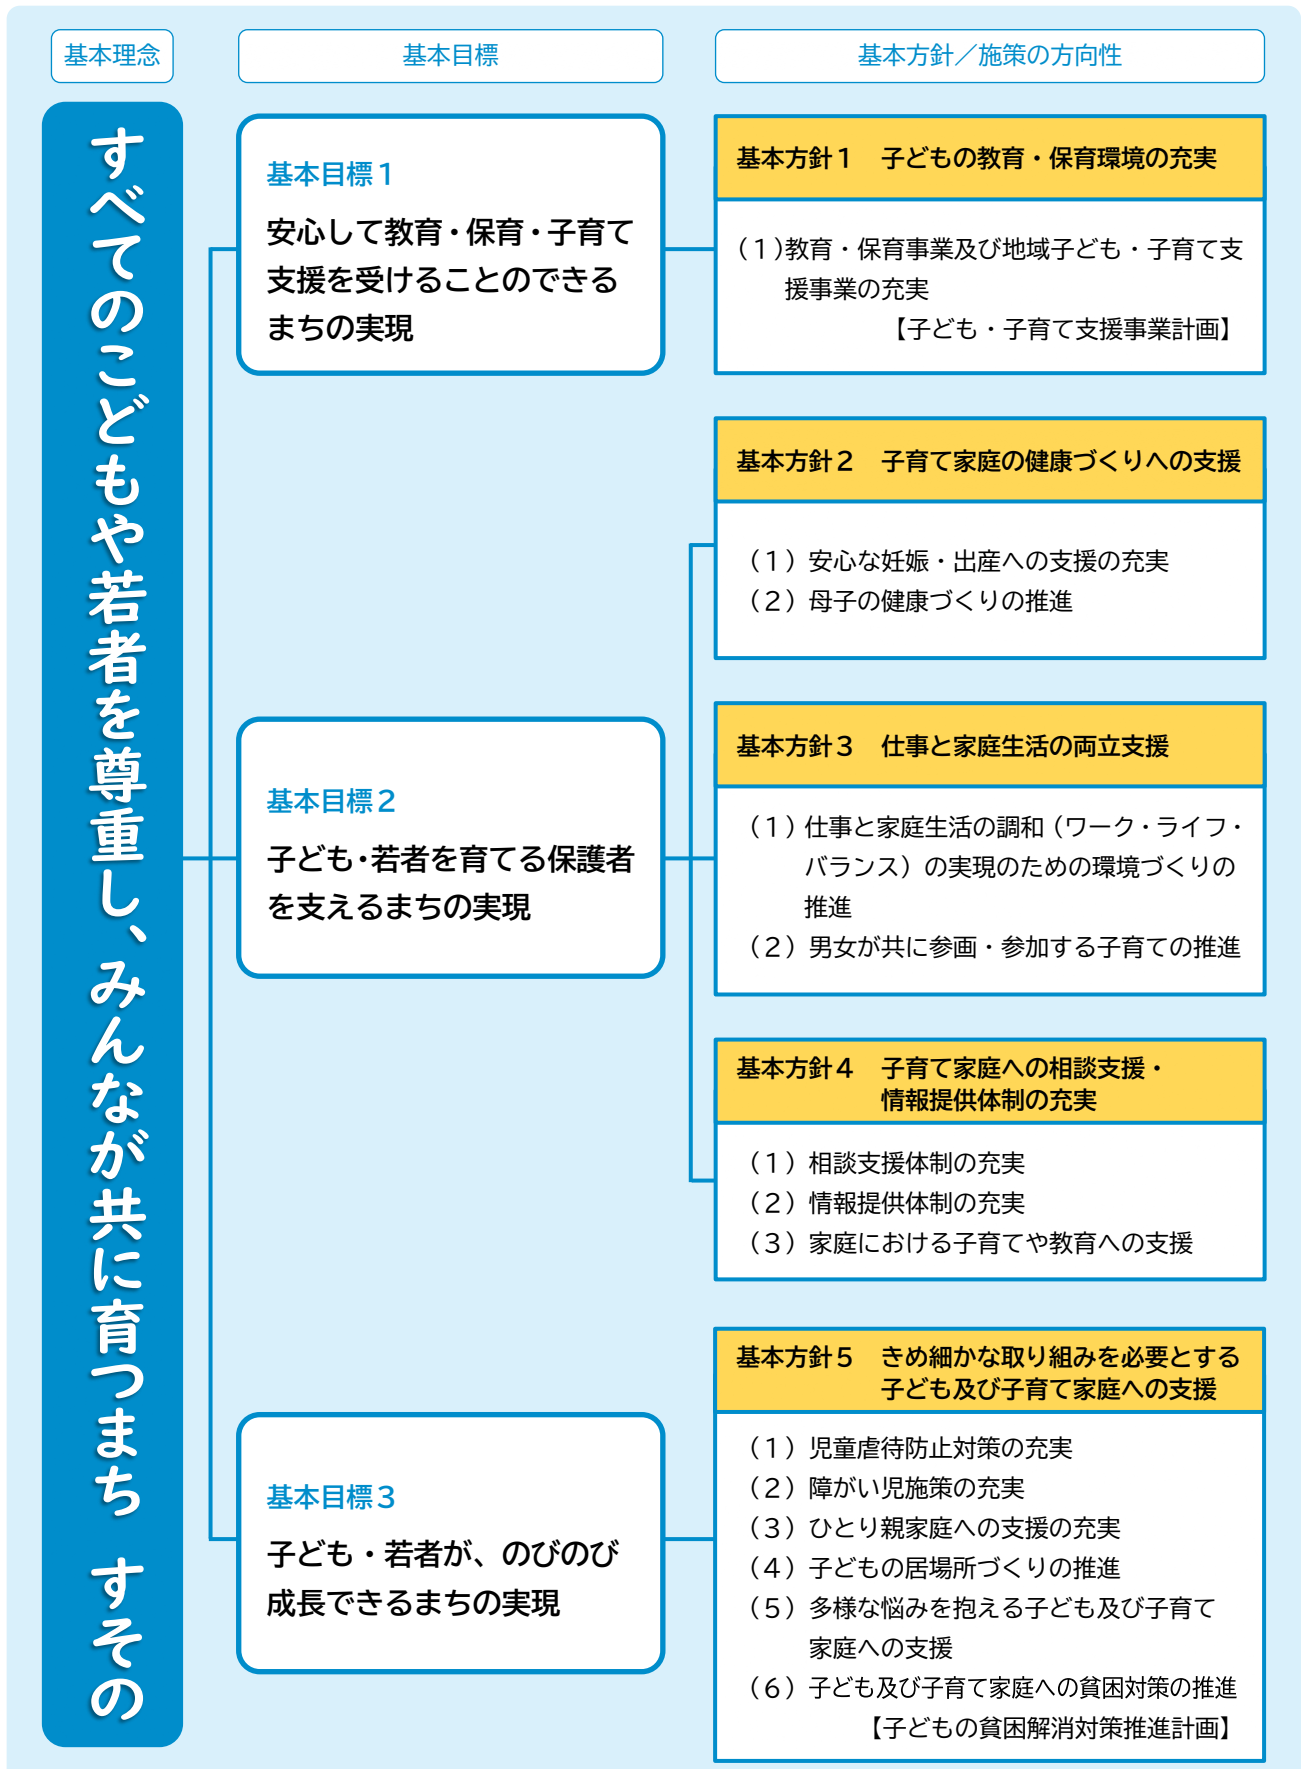 基本理念
基本目標
基本方針／施策の方向性
すべてのこどもや若者を尊重し、みんなが共に育つまち すその
基本目標１
安心して教育・保育・子育て
支援を受けることのできる
まちの実現
基本方針１　子どもの教育・保育環境の充実
（１）教育・保育事業及び地域子ども・子育て支
援事業の充実
【子ども・子育て支援事業計画】
基本目標２
子ども・若者を育てる保護者
を支えるまちの実現
基本方針２　子育て家庭の健康づくりへの支援
（１）安心な妊娠・出産への支援の充実
（２）母子の健康づくりの推進
基本方針３　仕事と家庭生活の両立支援
（１）仕事と家庭生活の調和（ワーク・ライフ・
バランス）の実現のための環境づくりの
推進
（２）男女が共に参画・参加する子育ての推進
基本方針４　子育て家庭への相談支援・
情報提供体制の充実
（１）相談支援体制の充実
（２）情報提供体制の充実
（３）家庭における子育てや教育への支援
基本目標３
子ども・若者が、のびのび
成長できるまちの実現
基本方針５　きめ細かな取り組みを必要とする
子ども及び子育て家庭への支援
（１）児童虐待防止対策の充実
（２）障がい児施策の充実
（３）ひとり親家庭への支援の充実
（４）子どもの居場所づくりの推進
（５）多様な悩みを抱える子ども及び子育て
家庭への支援
（６）子ども及び子育て家庭への貧困対策の推進
【子どもの貧困解消対策推進計画】